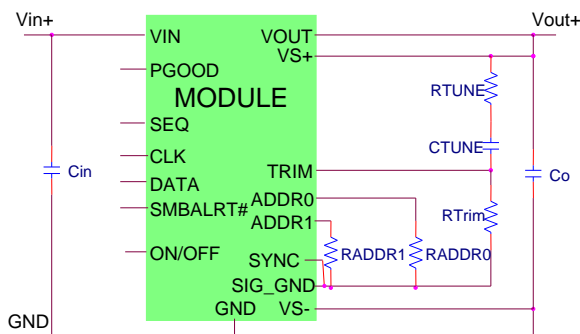 Vin+
Vout+
VIN
VOUT
VS+
PGOOD
RTUNE
MODULE
SEQ
CTUNE
CLK
TRIM
Cin
Co
DATA
ADDR0
SMBALRT#
ADDR1
RTrim
ON/OFF
SYNC
RADDR1
RADDR0
SIG_GND
GND
GND
VS-